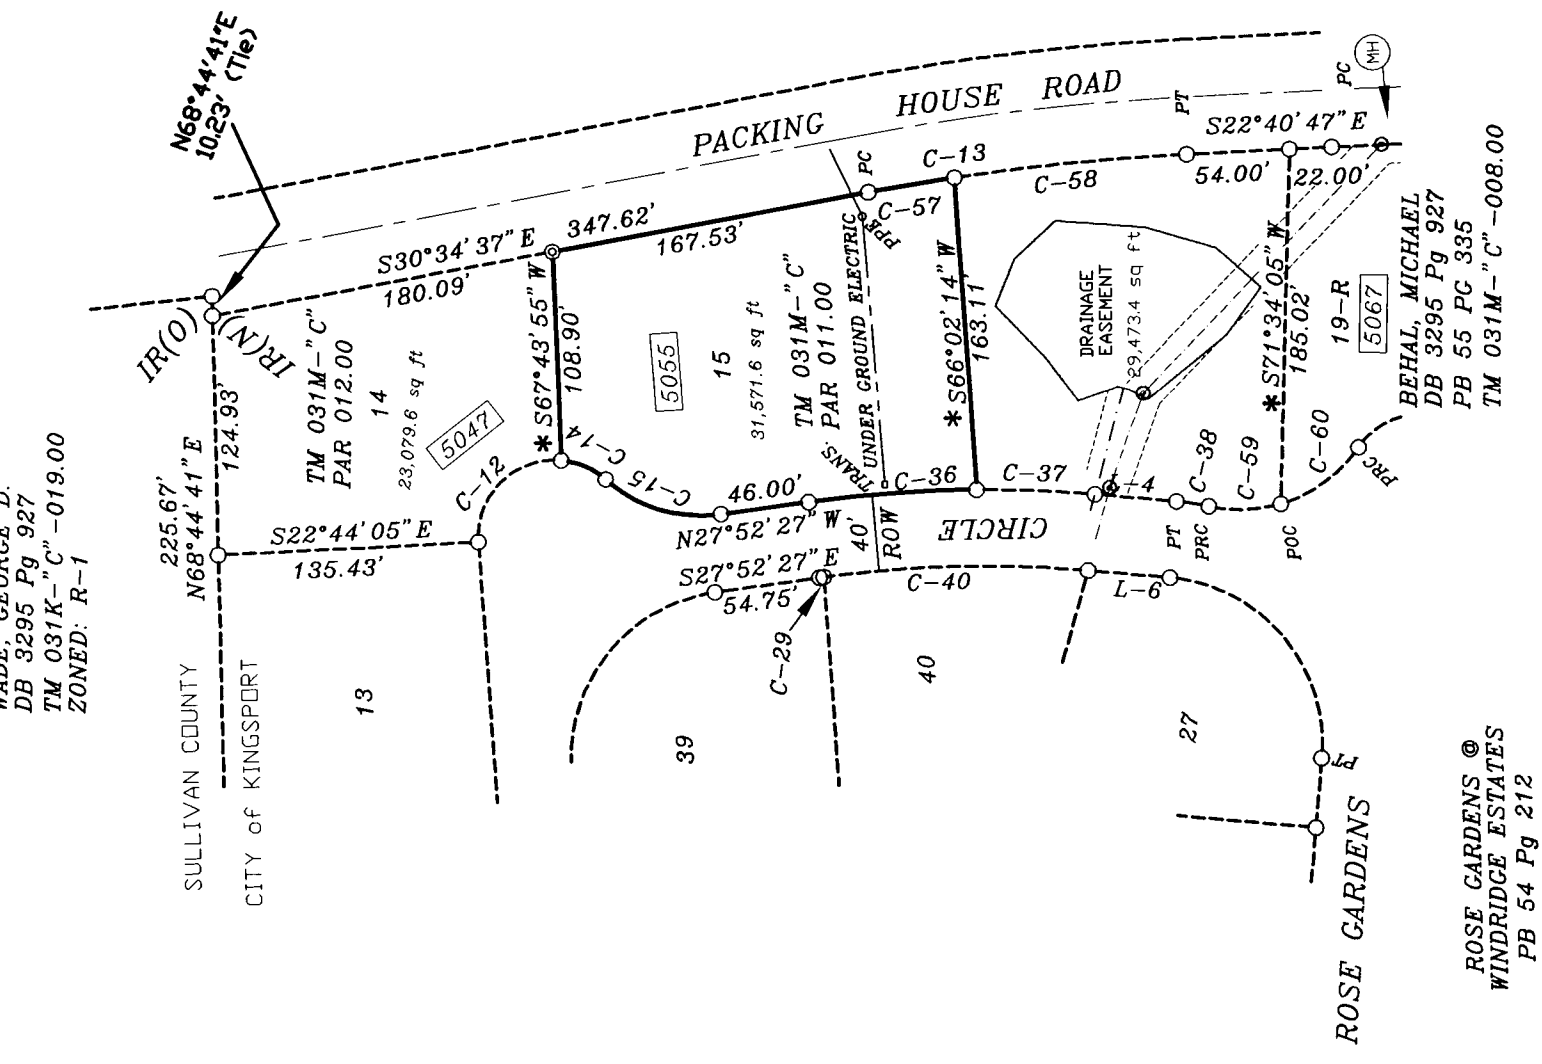 N68°44'41"E
10.23' (Tie)
PACKING HOUSE ROAD
PT
PC
MH
S22°40'47" E
54.00'
22.00'
C-13
C-58
PC
C-57
PPE
347.62'
167.53'
S30°34'37" E
180.09'
IR(O)
IR(N)
124.93'
225.67'
N68°44'41" E
DB 3295 Pg 927
TM 031K-"C"-019.00
ZONED: R-1
TM 031M-"C"
PAR 012.00
14
23,079.6 sq ft
5047
* S67°43'55" W
108.90'
C-14
C-15
C-12
S22°44'05" E
135.43'
5055
15
31,571.6 sq ft
TM 031M-"C"
PAR 011.00
TRANS.
UNDER GROUND ELECTRIC
* S66°02'14" W
163.11'
DRAINAGE
EASEMENT
29,473.4 sq ft
* S71°34'05" W
185.02'
19-R
5067
BEHAL, MICHAEL
DB 3295 Pg 927
PB 55 PG 335
TM 031M-"C"-008.00
46.00'
N27°52'27" W
C-36
C-37
-4
C-38
C-59
C-60
PRC
PT
PRC
POC
40'
ROW
CIRCLE
S27°52'27" E
54.75'
C-29
C-40
L-6
SULLIVAN COUNTY
CITY of KINGSPORT
13
39
40
27
PT
ROSE GARDENS
ROSE GARDENS @
WINDRIDGE ESTATES
PB 54 Pg 212